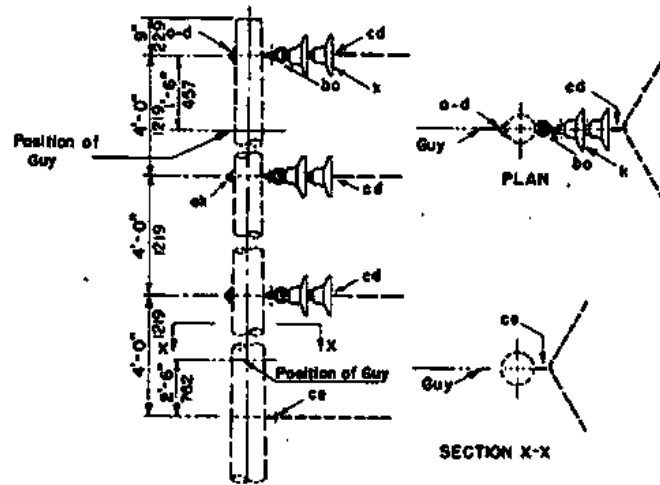 9"
229
o-d
cd
bo
k
1'-6"
457
4'-0"
1219
Position of
Guy
ek
cd
4'-0"
1219
cd
4'-0"
1219
X
X
2'-6"
762
Position of Guy
ce
o-d
cd
Guy
bo
k
PLAN
ce
Guy
SECTION X-X